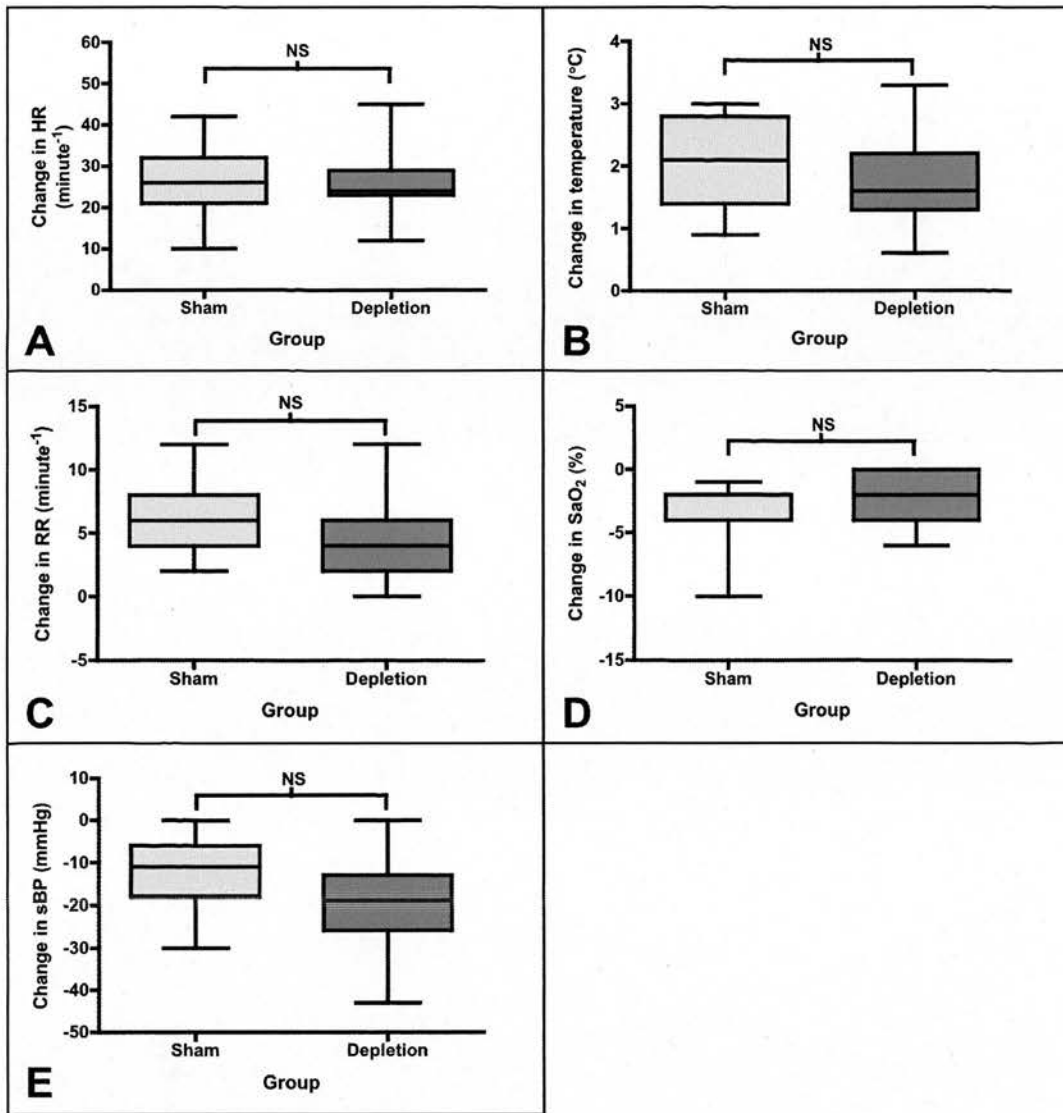 60
50
40
30
20
10
0
Change in HR
(minute⁻¹)
NS
Sham
Depletion
Group
A
4
3
2
1
0
Change in temperature (°C)
NS
Sham
Depletion
Group
B
15
10
5
0
-5
Change in RR (minute⁻¹)
NS
Sham
Depletion
Group
C
5
0
-5
-10
-15
Change in SaO₂ (%)
NS
Sham
Depletion
Group
D
10
0
-10
-20
-30
-40
-50
Change in sBP (mmHg)
NS
Sham
Depletion
Group
E